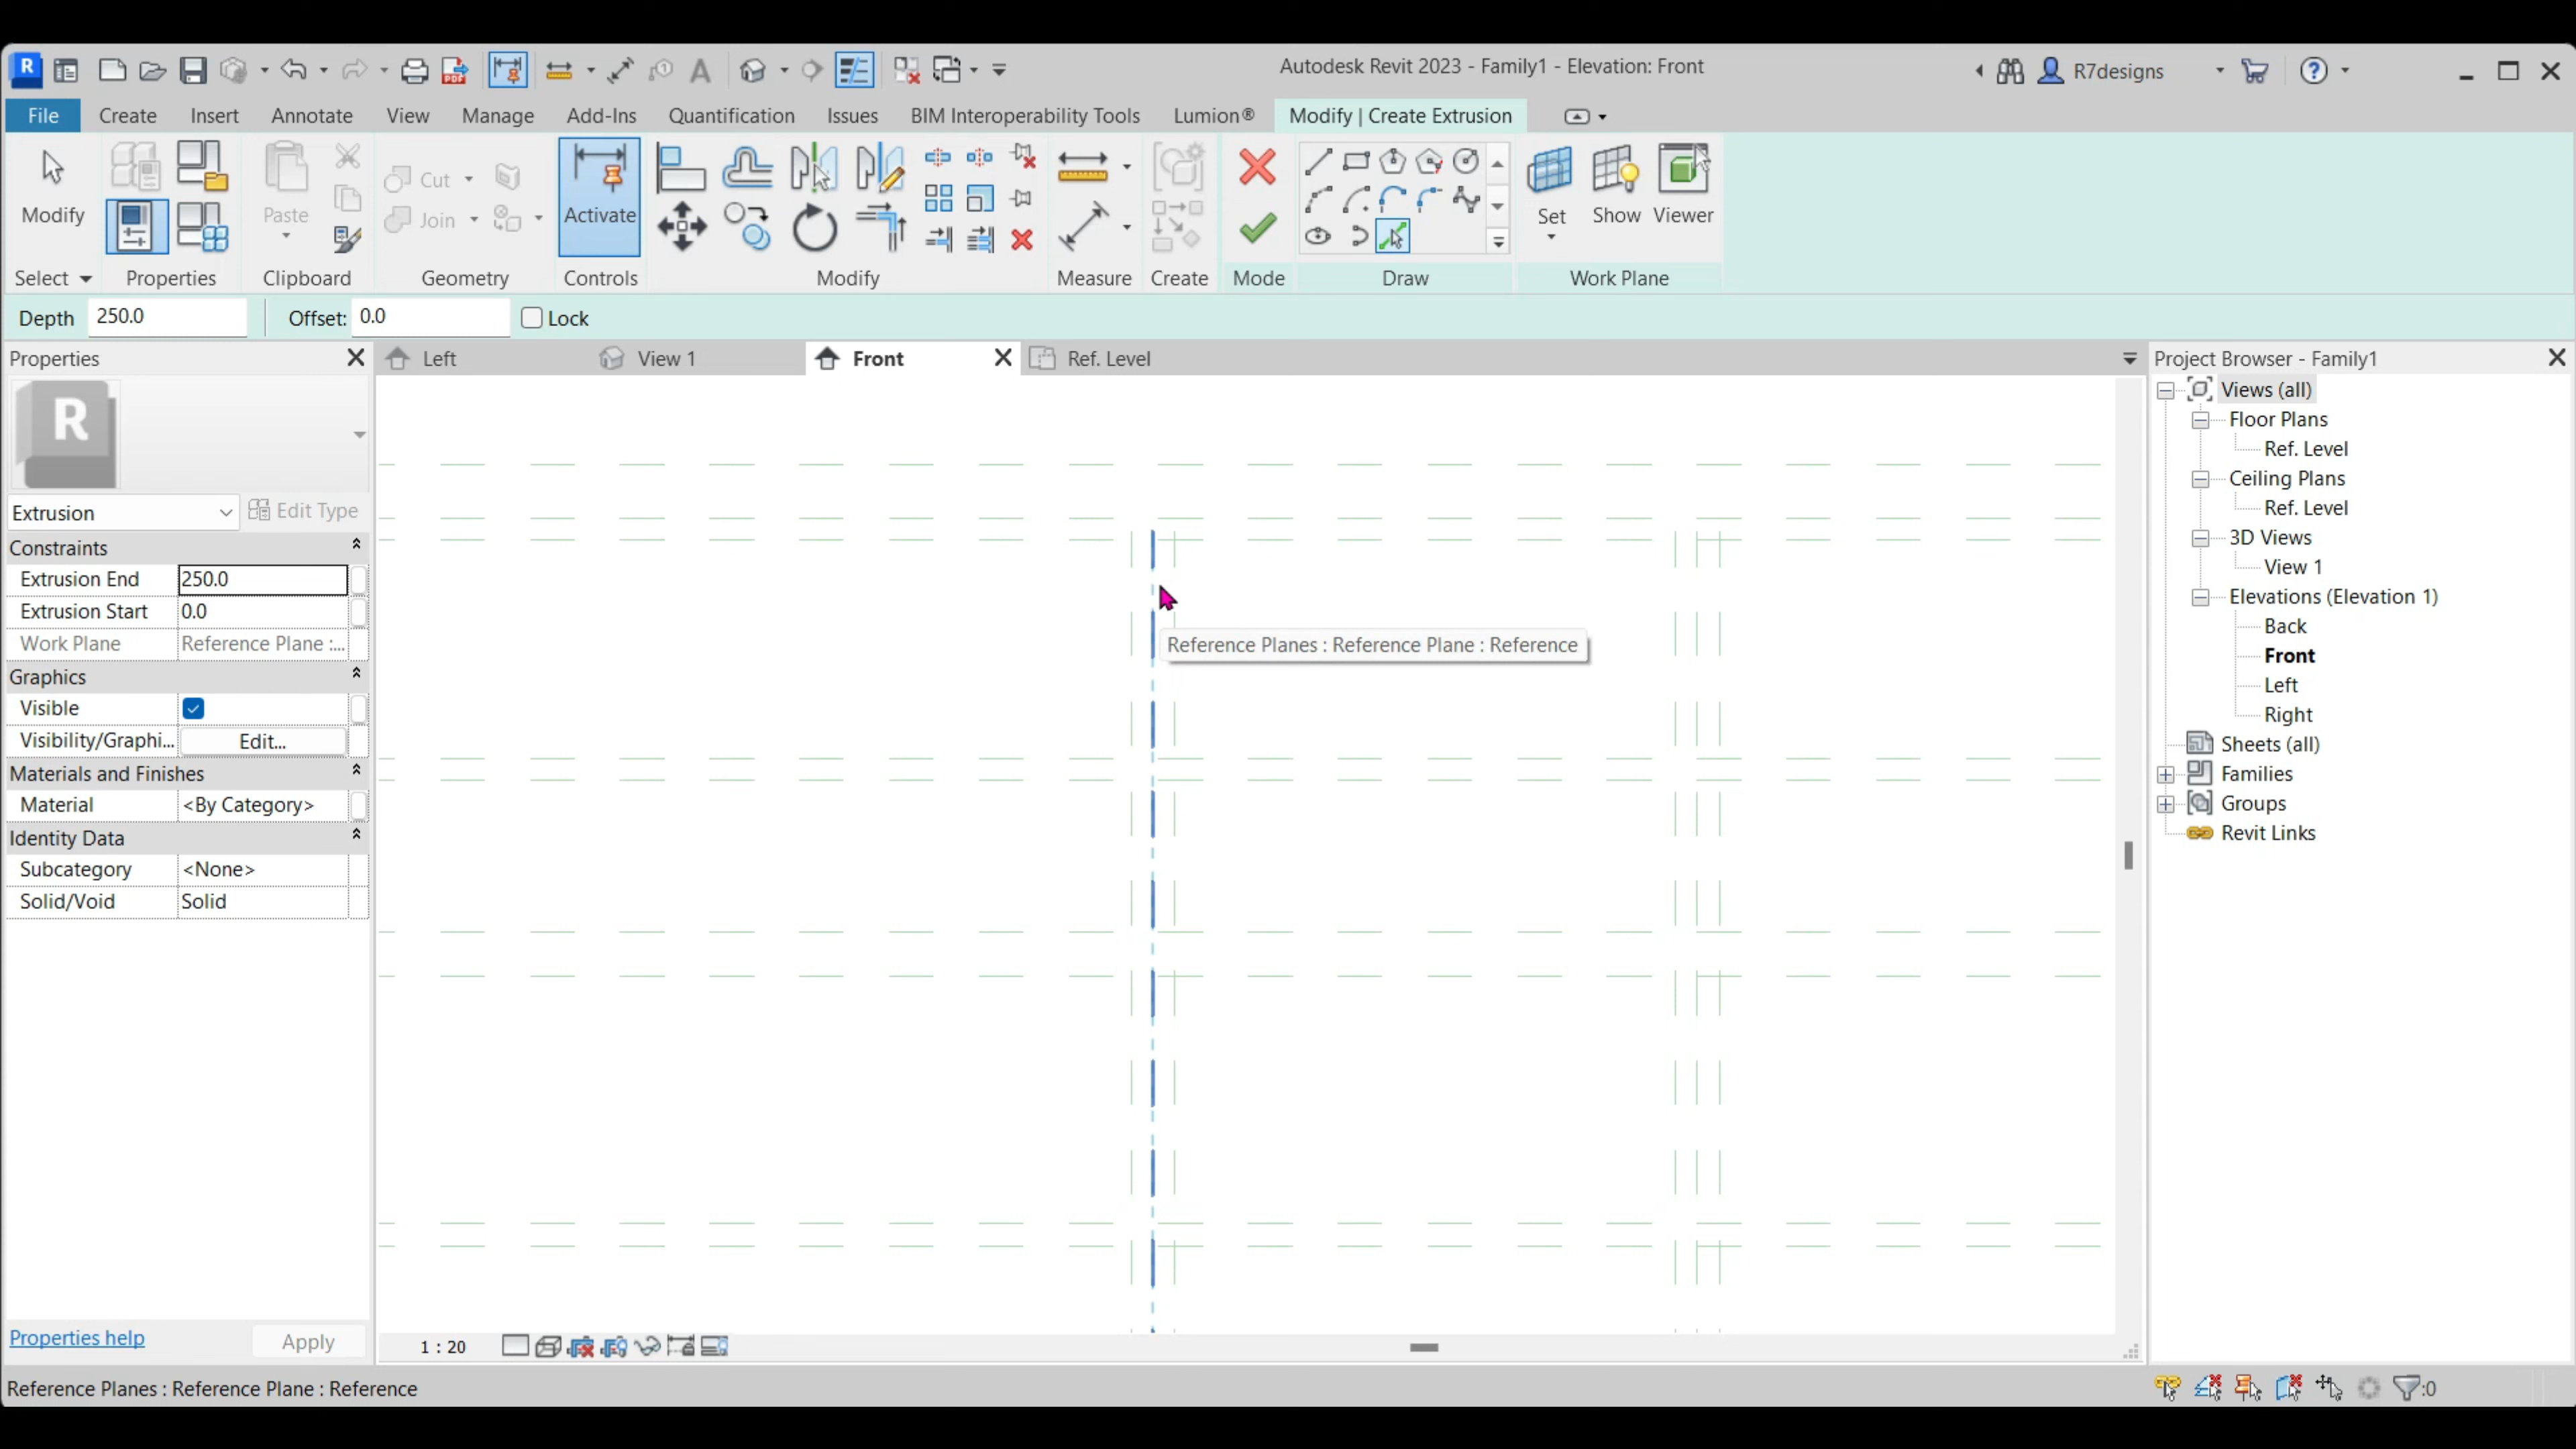 Autodesk Revit 2023 - Family1 - Elevation: Front
R7designs
File Create Insert Annotate View Manage Add-Ins Quantification Issues BIM Interoperability Tools Lumion® Modify | Create Extrusion
Modify
Paste
Cut
Join
Activate
Set
Show
Viewer
Select Properties Clipboard Geometry Controls Modify Measure Create Mode Draw Work Plane
Depth 250.0 Offset: 0.0 Lock
Properties
Left View 1 Front Ref. Level
R
Extrusion Edit Type
Constraints
Extrusion End 250.0
Extrusion Start 0.0
Work Plane Reference Plane :...
Graphics
Visible
Visibility/Graphi... Edit...
Materials and Finishes
Material <By Category>
Identity Data
Subcategory <None>
Solid/Void Solid
Properties help Apply
Reference Planes : Reference Plane : Reference
1 : 20
Project Browser - Family1
Views (all)
Floor Plans
Ref. Level
Ceiling Plans
Ref. Level
3D Views
View 1
Elevations (Elevation 1)
Back
Front
Left
Right
Sheets (all)
Families
Groups
Revit Links
Reference Planes : Reference Plane : Reference
:0